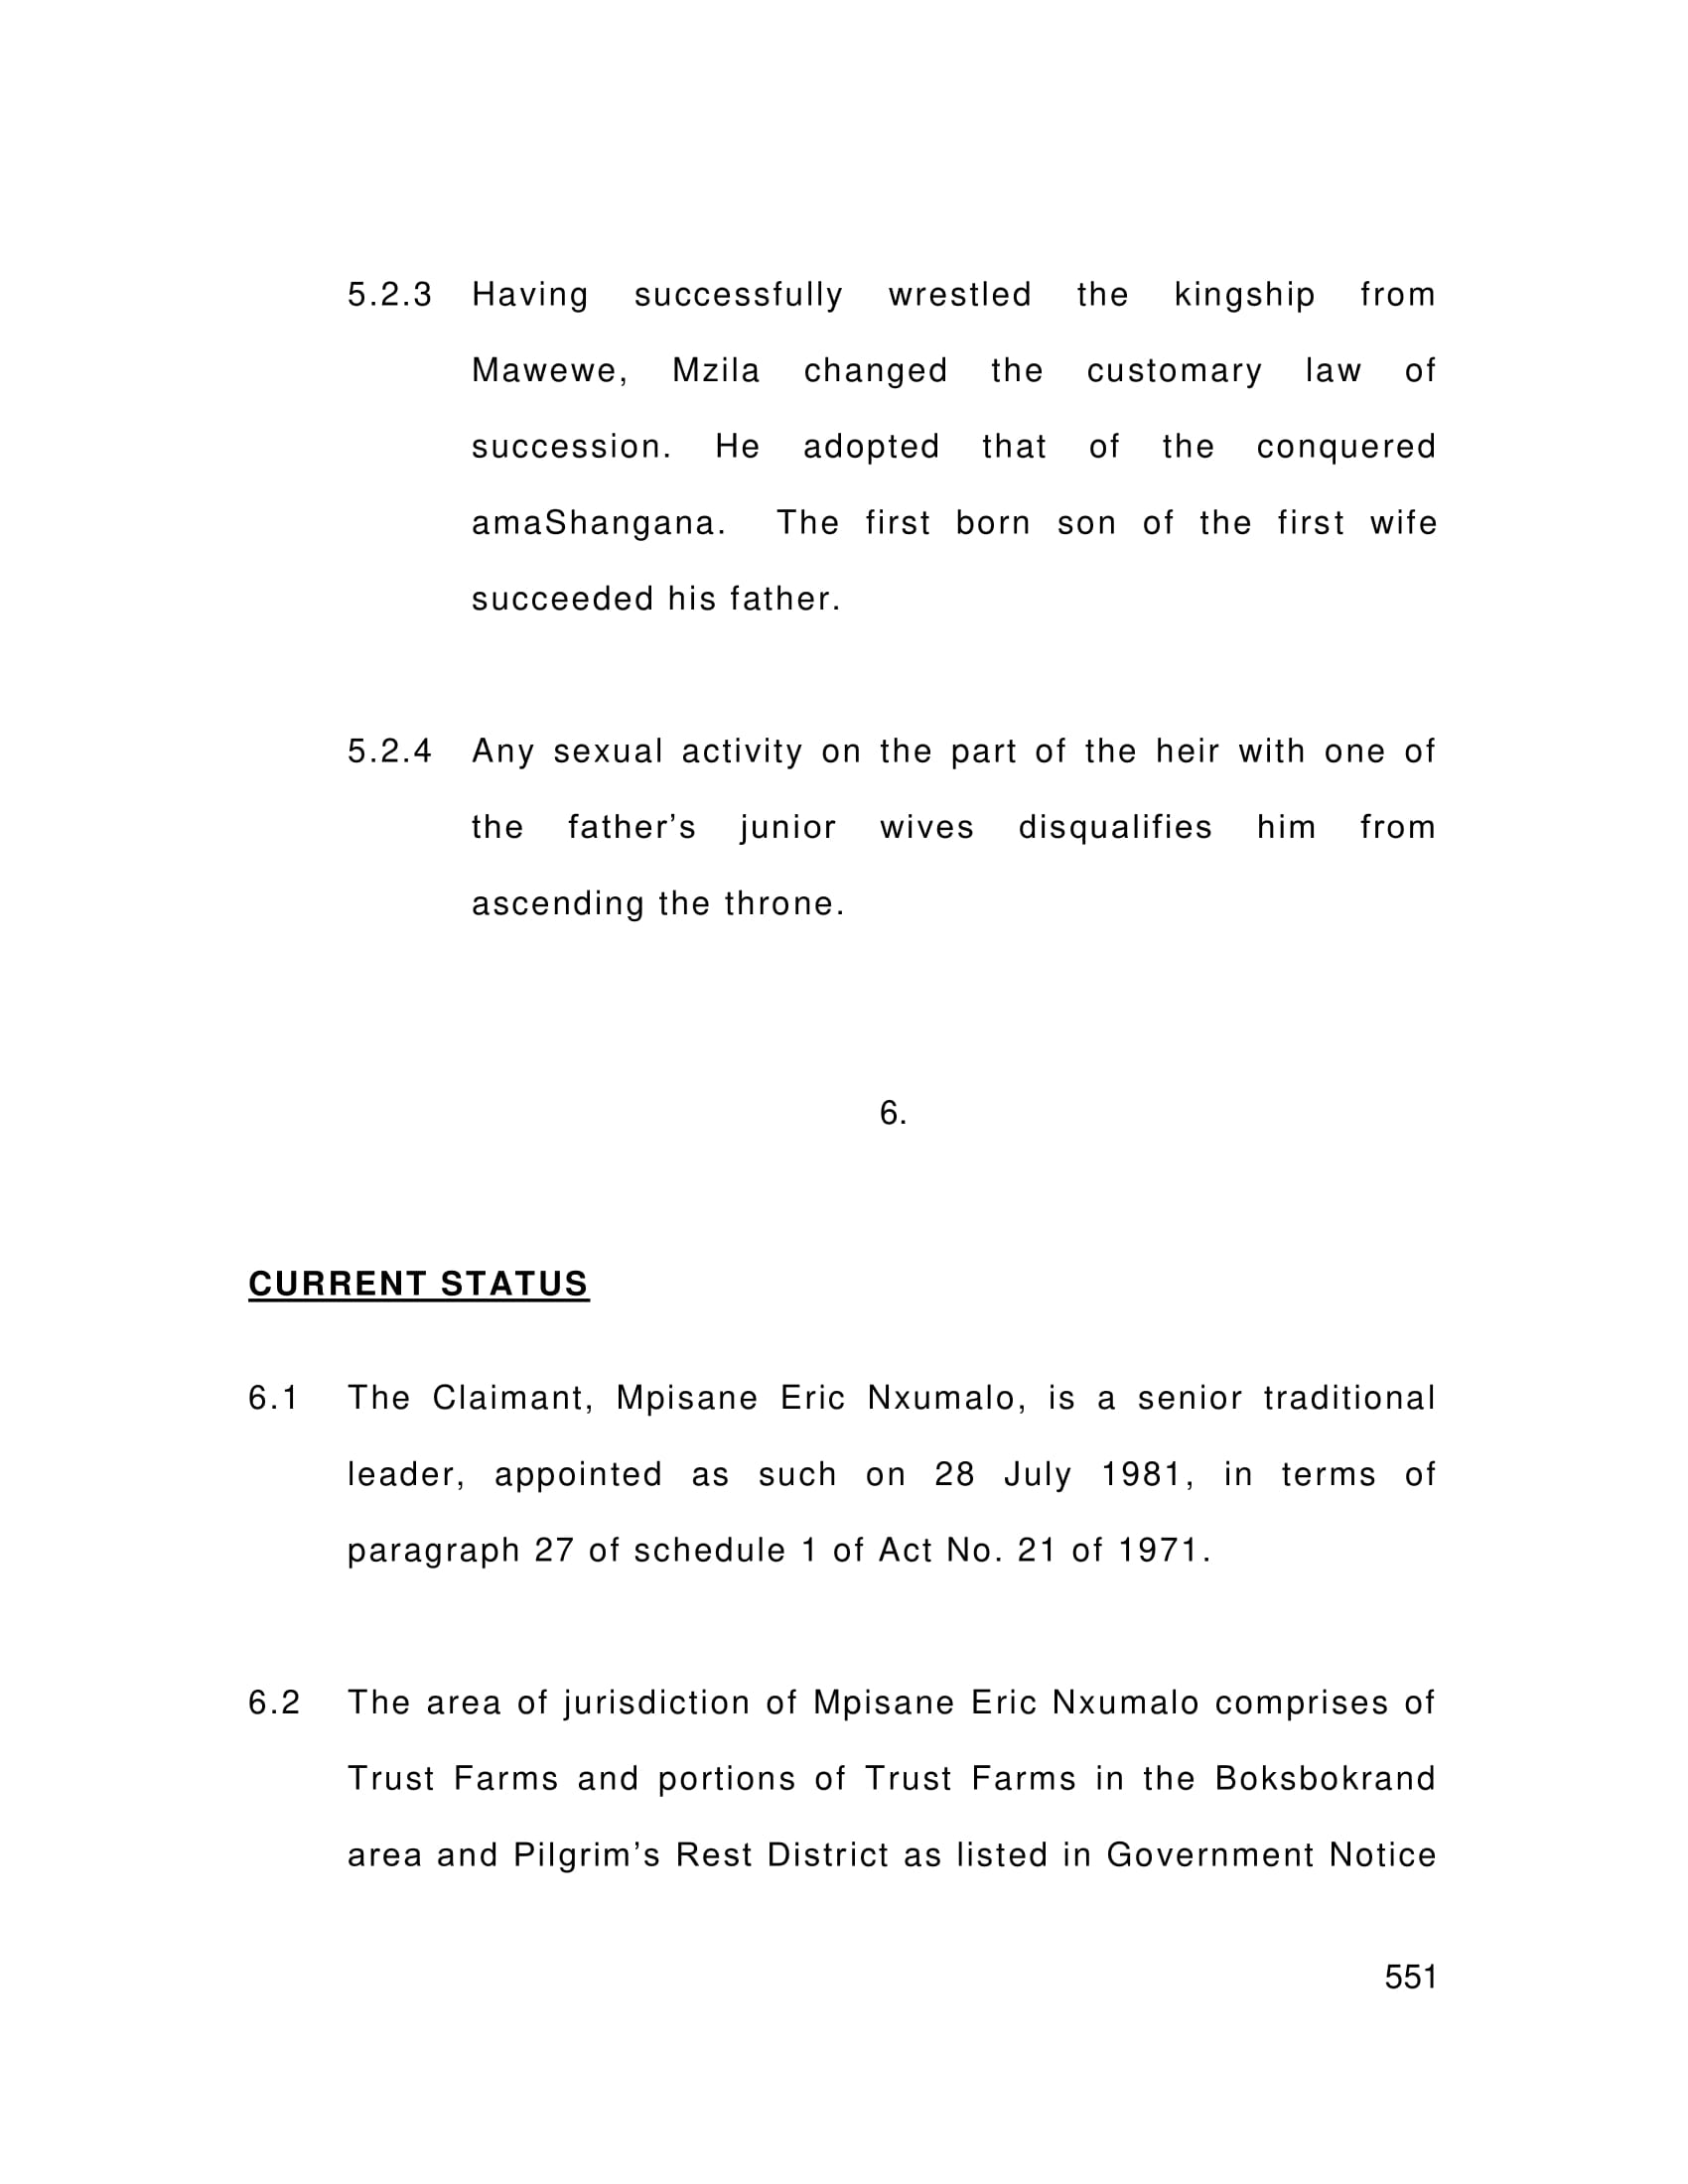 5.2.3 Having successfully wrestled the kingship from
Mawewe, Mzila changed the customary law of
succession. He adopted that of the conquered
amaShangana. The first born son of the first wife
succeeded his father.
5.2.4 Any sexual activity on the part of the heir with one of
the father’s junior wives disqualifies him from
ascending the throne.
6.
CURRENT STATUS
6.1 The Claimant, Mpisane Eric Nxumalo, is a senior traditional
leader, appointed as such on 28 July 1981, in terms of
paragraph 27 of schedule 1 of Act No. 21 of 1971.
6.2 The area of jurisdiction of Mpisane Eric Nxumalo comprises of
Trust Farms and portions of Trust Farms in the Boksbokrand
area and Pilgrim’s Rest District as listed in Government Notice
551